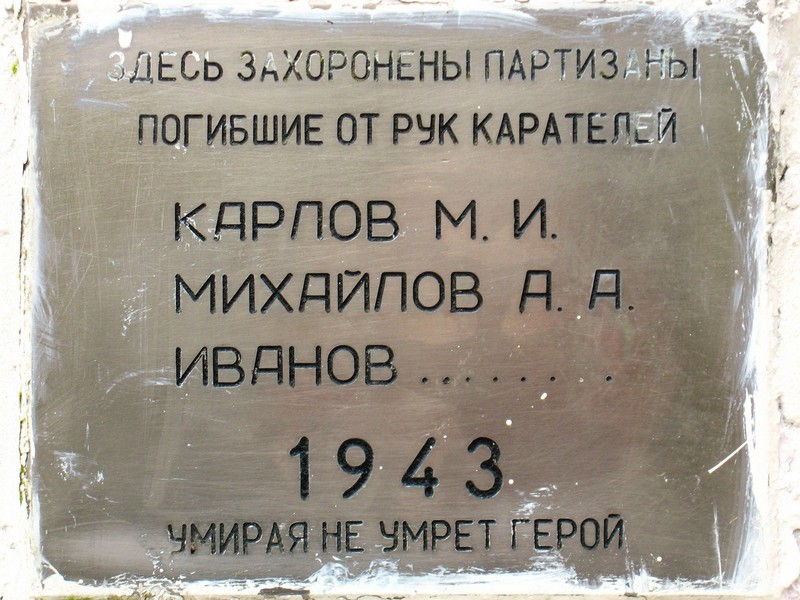 ЗДЕСЬ ЗАХОРОНЕНЫ ПАРТИЗАНЫ
ПОГИБШИЕ ОТ РУК КАРАТЕЛЕЙ
КАРЛОВ М. И.
МИХАЙЛОВ А. А.
ИВАНОВ ........
1943
УМИРАЯ НЕ УМРЕТ ГЕРОЙ